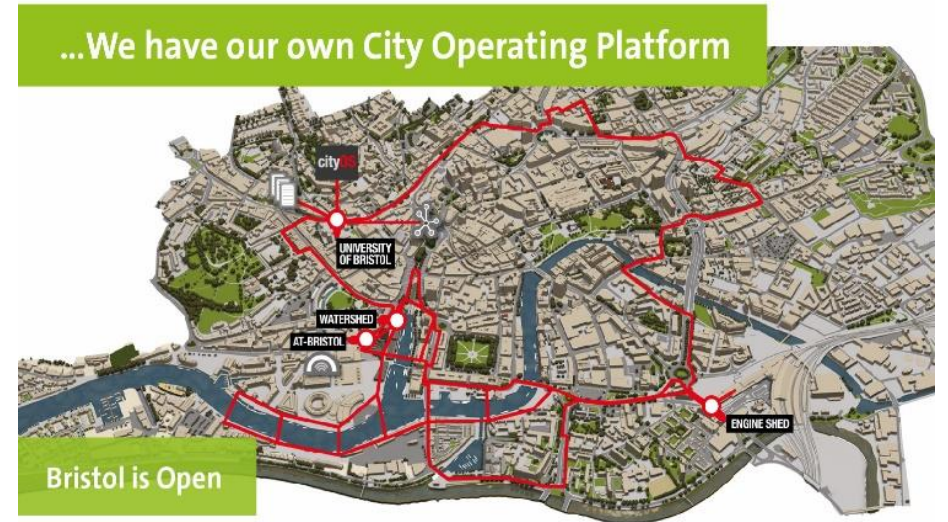 ...We have our own City Operating Platform
cityOS
UNIVERSITY
OF BRISTOL
WATERSHED
AT-BRISTOL
ENGINE SHED
Bristol is Open